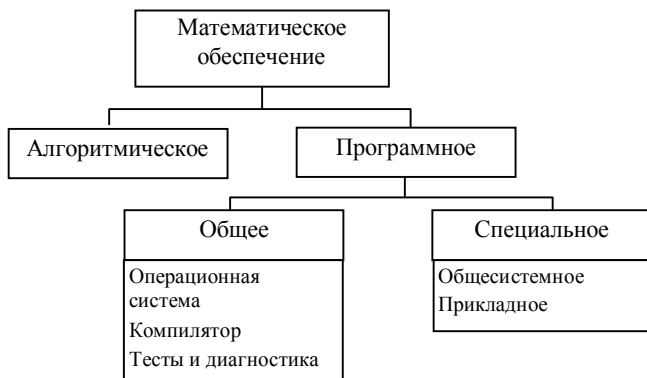 Математическое
обеспечение
Алгоритмическое
Программное
Общее
Операционная
система
Компилятор
Тесты и диагностика
Специальное
Общесистемное
Прикладное